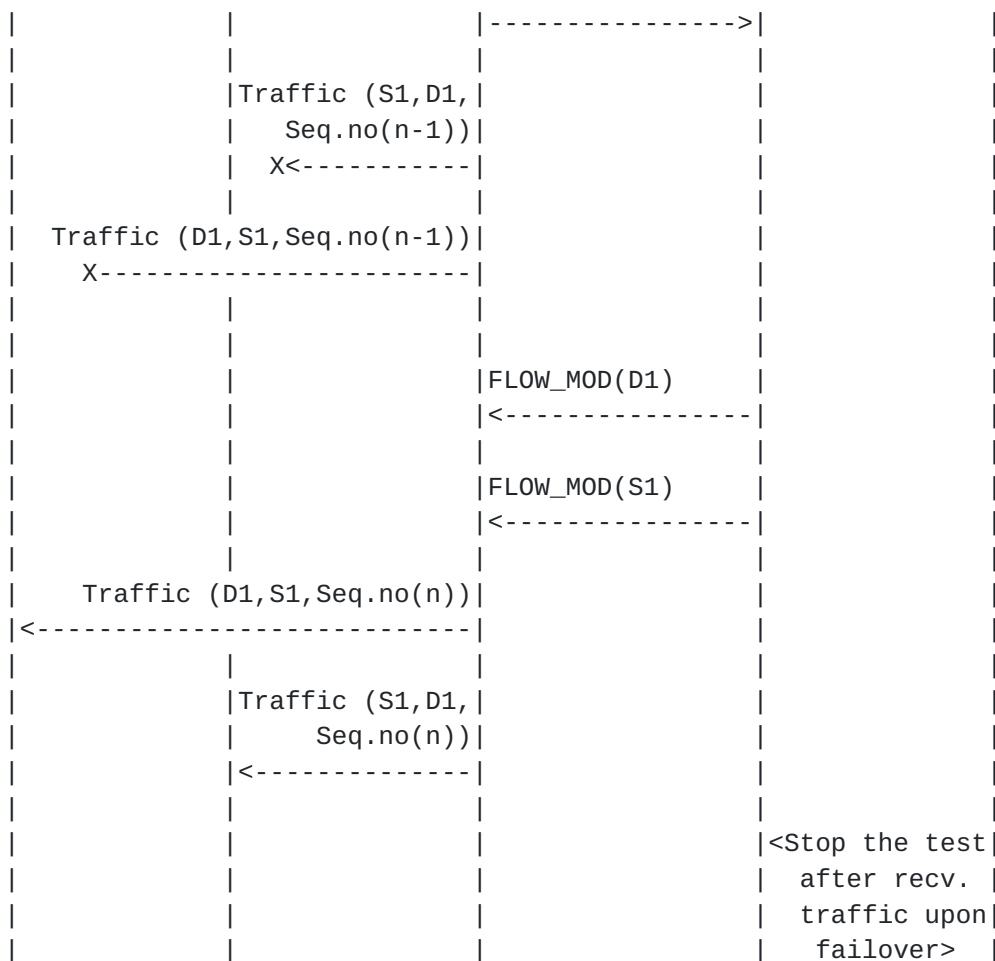 |             |               |---------------->|              |
|             |               |                 |              |
|             |Traffic (S1,D1,|                 |              |
|             |   Seq.no(n-1))|                 |              |
|             |  X<-----------|                 |              |
|             |               |                 |              |
|  Traffic (D1,S1,Seq.no(n-1))|                 |              |
|    X------------------------|                 |              |
|             |               |                 |              |
|             |               |                 |              |
|             |               |FLOW_MOD(D1)     |              |
|             |               |<----------------|              |
|             |               |                 |              |
|             |               |FLOW_MOD(S1)     |              |
|             |               |<----------------|              |
|             |               |                 |              |
|    Traffic (D1,S1,Seq.no(n))|                 |              |
|<----------------------------|                 |              |
|             |               |                 |              |
|             |Traffic (S1,D1,|                 |              |
|             |     Seq.no(n))|                 |              |
|             |<--------------|                 |              |
|             |               |                 |              |
|             |               |                 |<Stop the test|
|             |               |                 |  after recv. |
|             |               |                 |  traffic upon|
|             |               |                 |   failover>  |